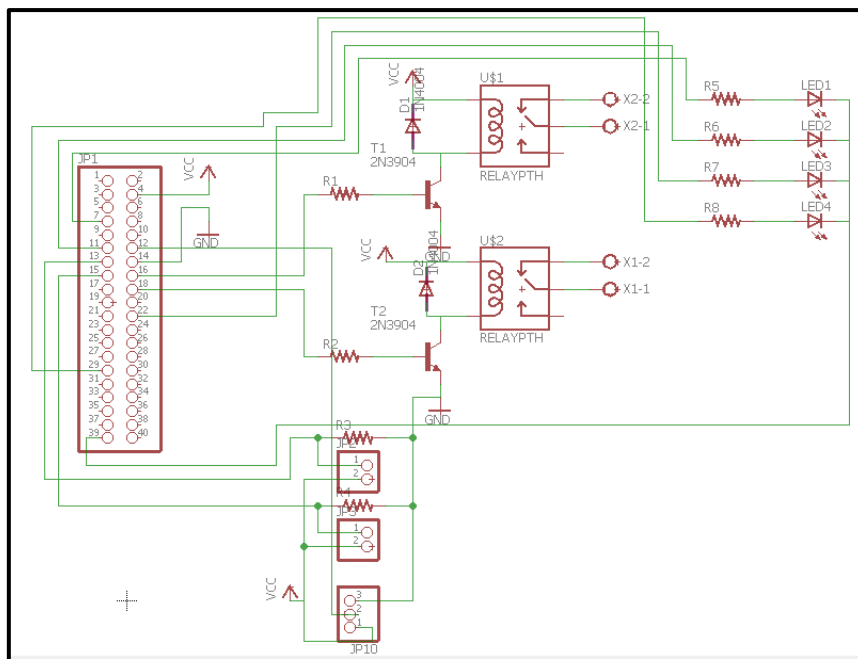 VCC
D1
1N4004
U$1
X2-2
X2-1
RELAYPTH
T1
2N3904
R5
LED1
R6
LED2
R7
LED3
R8
LED4
JP1
1 2
3 4
5 6
7 8
9 10
11 12
13 14
15 16
17 18
19 20
21 22
23 24
25 26
27 28
29 30
31 32
33 34
35 36
37 38
39 40
VCC
GND
R1
GND
VCC
D2
1N4004
U$2
X1-2
X1-1
RELAYPTH
T2
2N3904
R2
GND
R3
JP2
1
2
R4
JP3
1
2
VCC
3
2
1
JP10